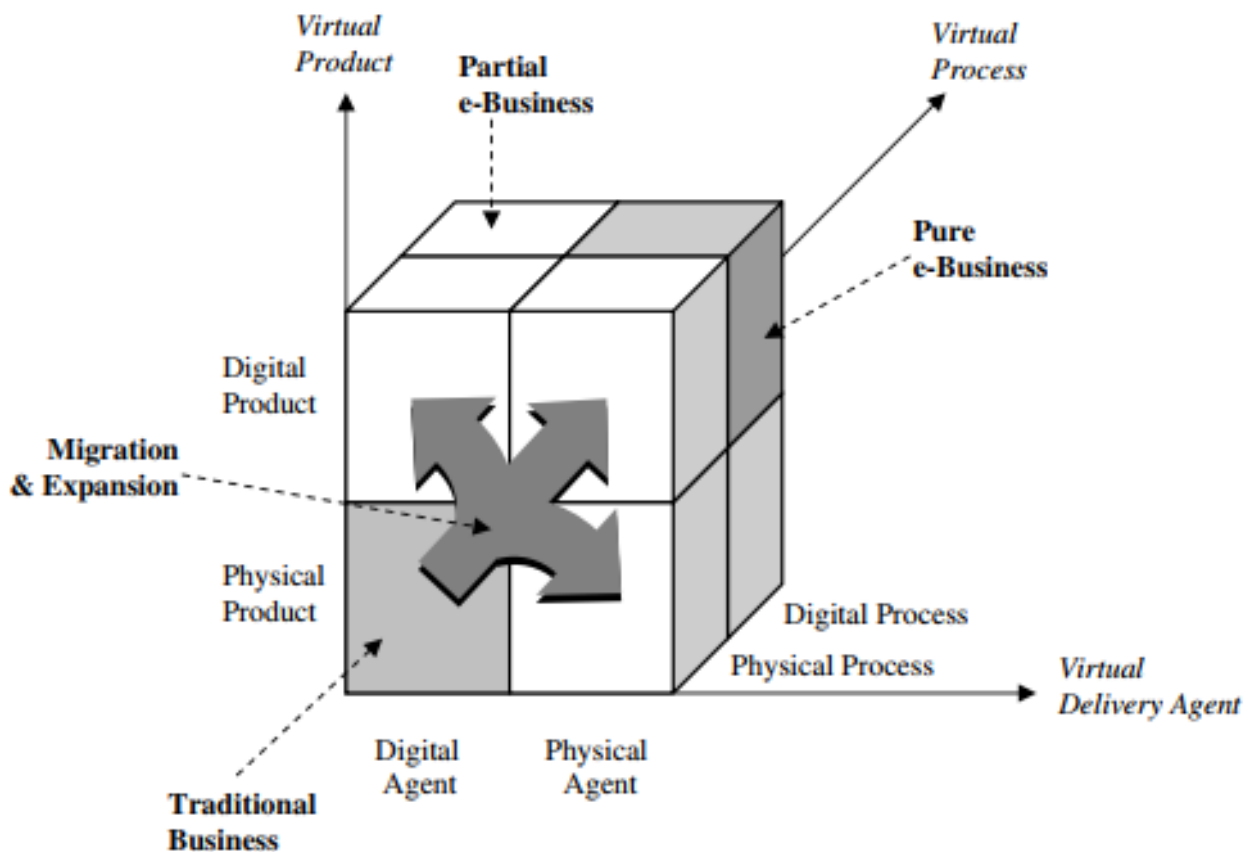 Virtual
Product
Partial
e-Business
Virtual
Process
Pure
e-Business
Digital
Product
Migration
& Expansion
Physical
Product
Digital Process
Physical Process
Virtual
Delivery Agent
Digital
Agent
Physical
Agent
Traditional
Business